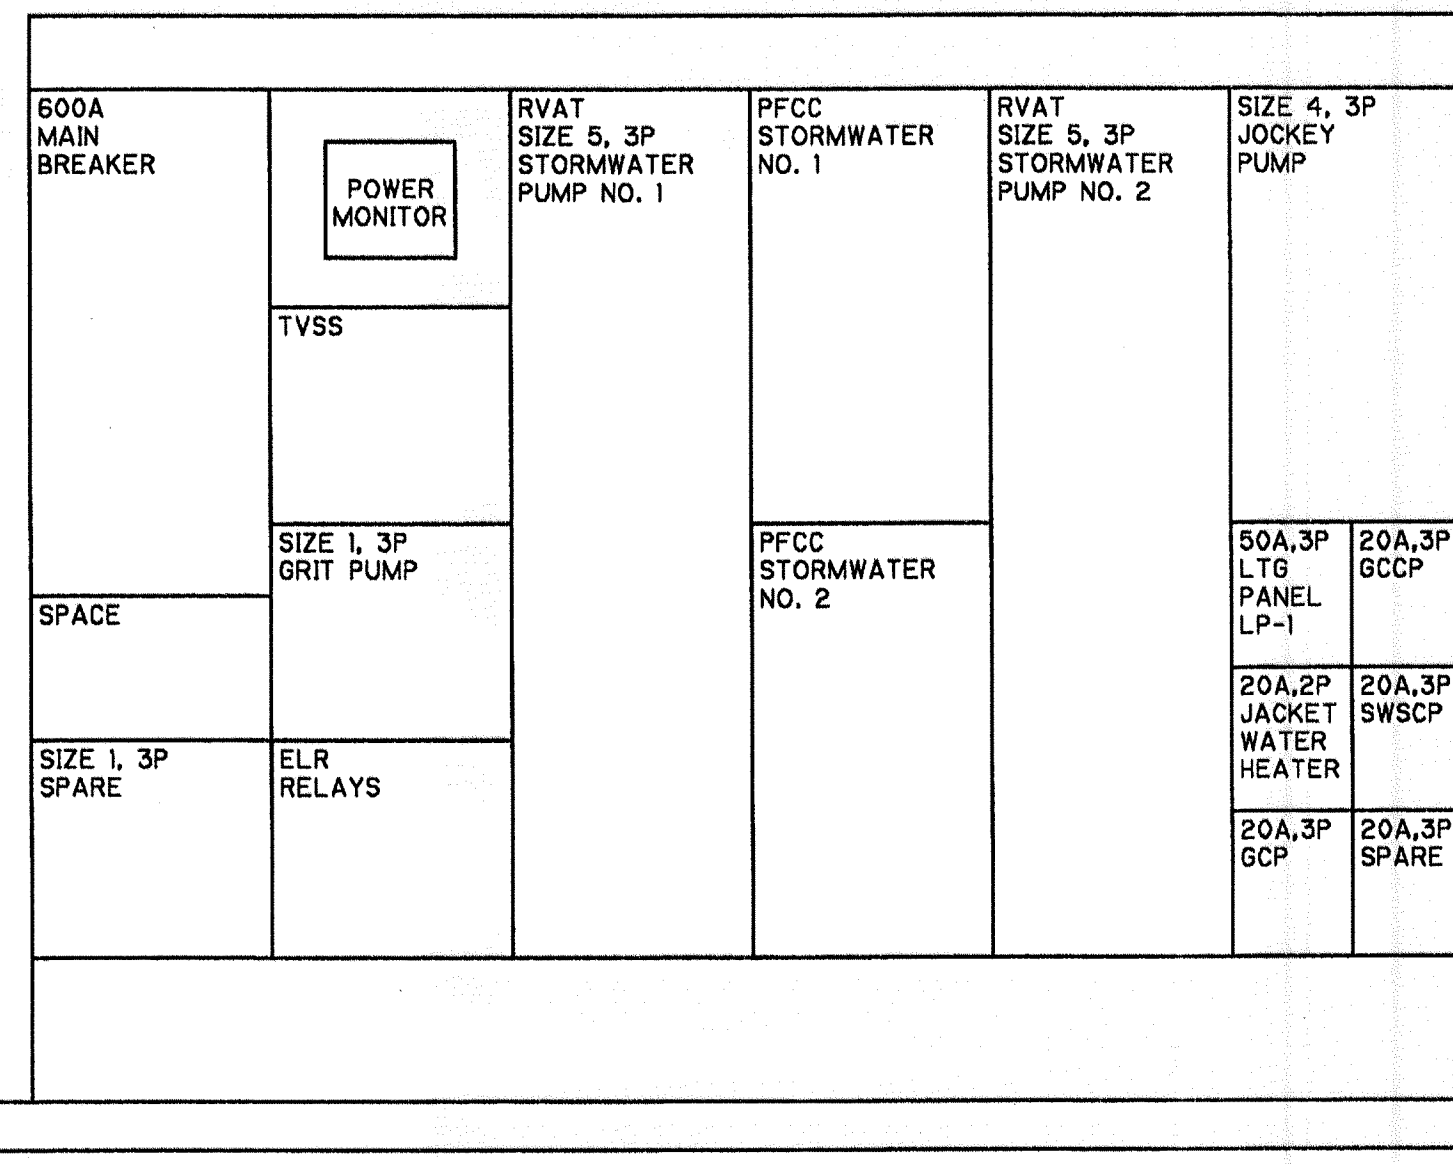 600A
MAIN
BREAKER
SPACE
SIZE 1, 3P
SPARE
POWER
MONITOR
TVSS
SIZE 1, 3P
GRIT PUMP
ELR
RELAYS
RVAT
SIZE 5, 3P
STORMWATER
PUMP NO. 1
PFCC
STORMWATER
NO. 1
PFCC
STORMWATER
NO. 2
RVAT
SIZE 5, 3P
STORMWATER
PUMP NO. 2
SIZE 4, 3P
JOCKEY
PUMP
50A,3P
LTG
PANEL
LP-1
20A,3P
GCCP
20A,2P
JACKET
WATER
HEATER
20A,3P
SWSCP
20A,3P
GCP
20A,3P
SPARE